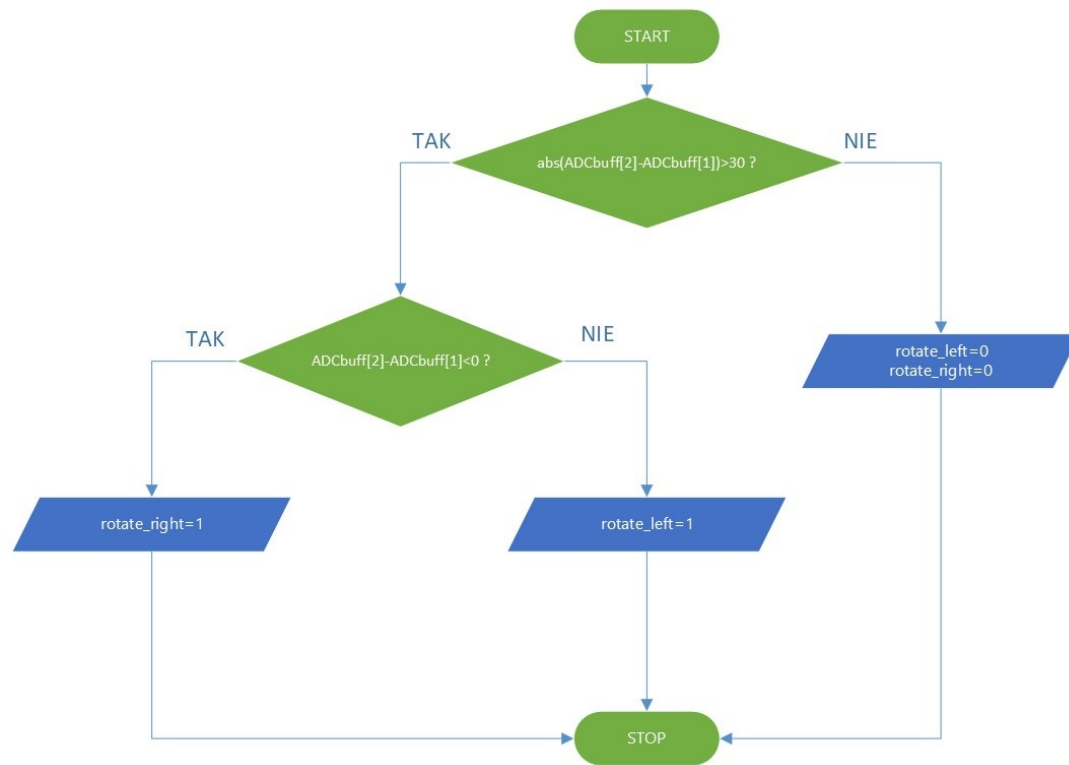 START
TAK
NIE
abs(ADCbuff[2]-ADCbuff[1])>30 ?
TAK
NIE
ADCbuff[2]-ADCbuff[1]<0 ?
rotate_left=0
rotate_right=0
rotate_right=1
rotate_left=1
STOP